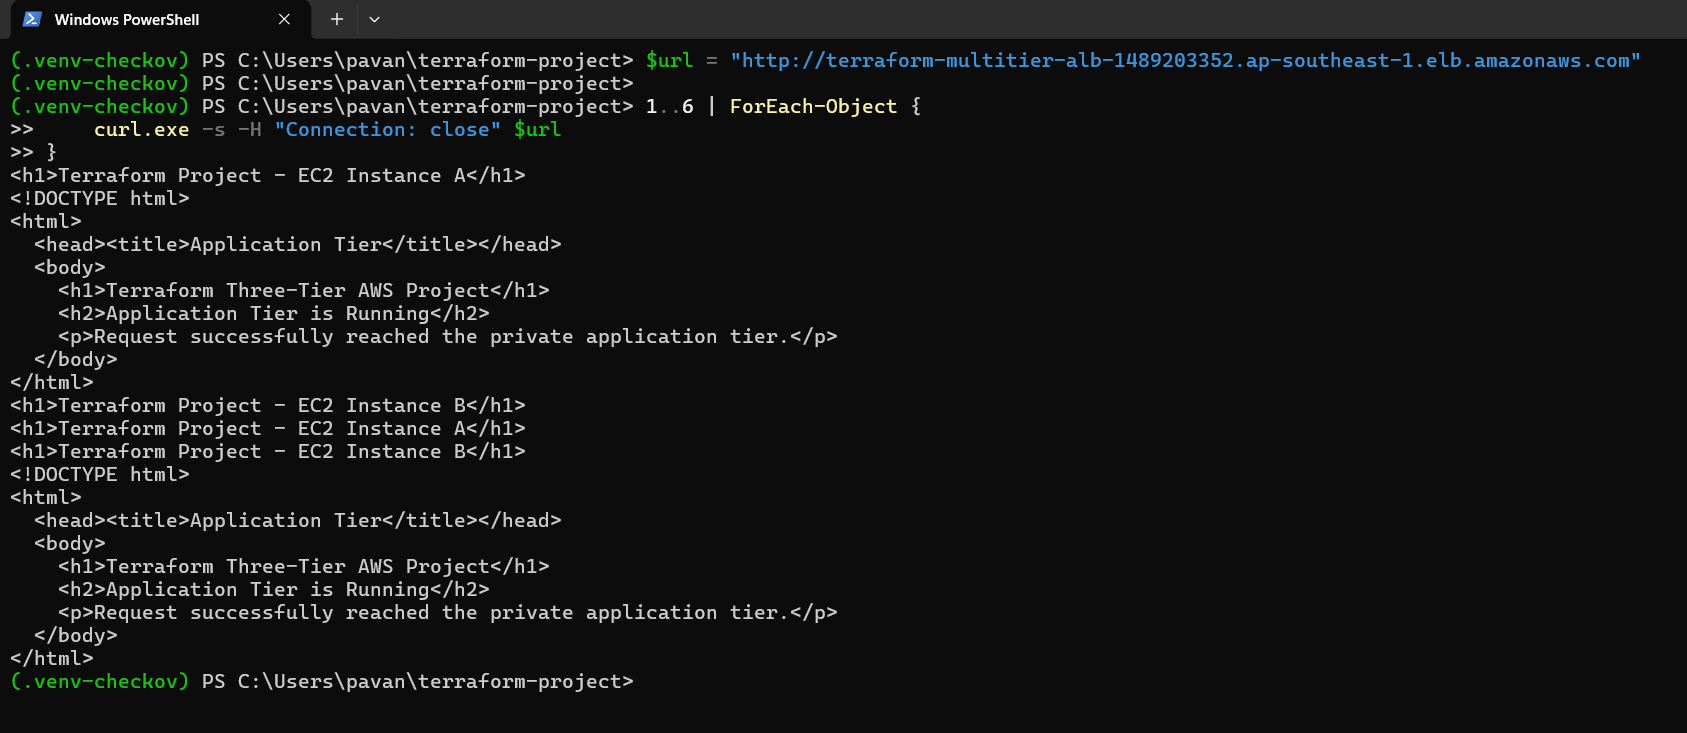 Windows PowerShell
(.venv-checkov) PS C:\Users\pavan\terraform-project> $url = "http://terraform-multitier-alb-1489203352.ap-southeast-1.elb.amazonaws.com"
(.venv-checkov) PS C:\Users\pavan\terraform-project>
(.venv-checkov) PS C:\Users\pavan\terraform-project> 1..6 | ForEach-Object {
>>     curl.exe -s -H "Connection: close" $url
>> }
<h1>Terraform Project - EC2 Instance A</h1>
<!DOCTYPE html>
<html>
  <head><title>Application Tier</title></head>
  <body>
    <h1>Terraform Three-Tier AWS Project</h1>
    <h2>Application Tier is Running</h2>
    <p>Request successfully reached the private application tier.</p>
  </body>
</html>
<h1>Terraform Project - EC2 Instance B</h1>
<h1>Terraform Project - EC2 Instance A</h1>
<h1>Terraform Project - EC2 Instance B</h1>
<!DOCTYPE html>
<html>
  <head><title>Application Tier</title></head>
  <body>
    <h1>Terraform Three-Tier AWS Project</h1>
    <h2>Application Tier is Running</h2>
    <p>Request successfully reached the private application tier.</p>
  </body>
</html>
(.venv-checkov) PS C:\Users\pavan\terraform-project>